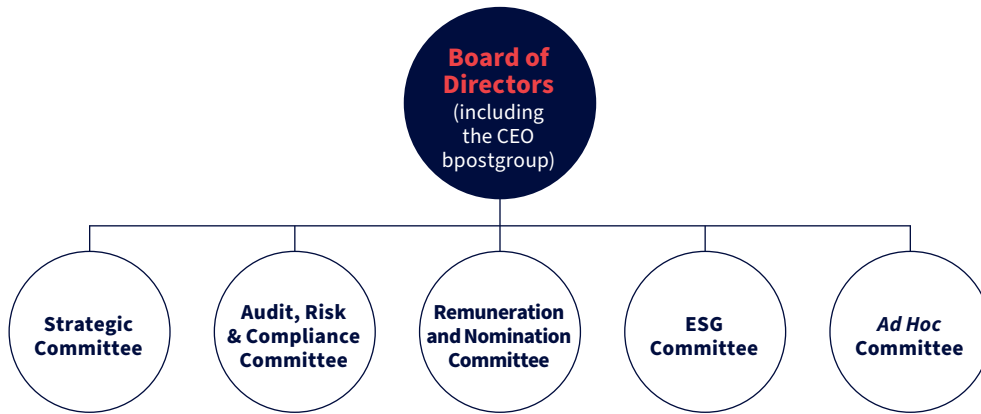 Board of
Directors
(including
the CEO
bpostgroup)
Strategic
Committee
Audit, Risk
& Compliance
Committee
Remuneration
and Nomination
Committee
ESG
Committee
Ad Hoc
Committee